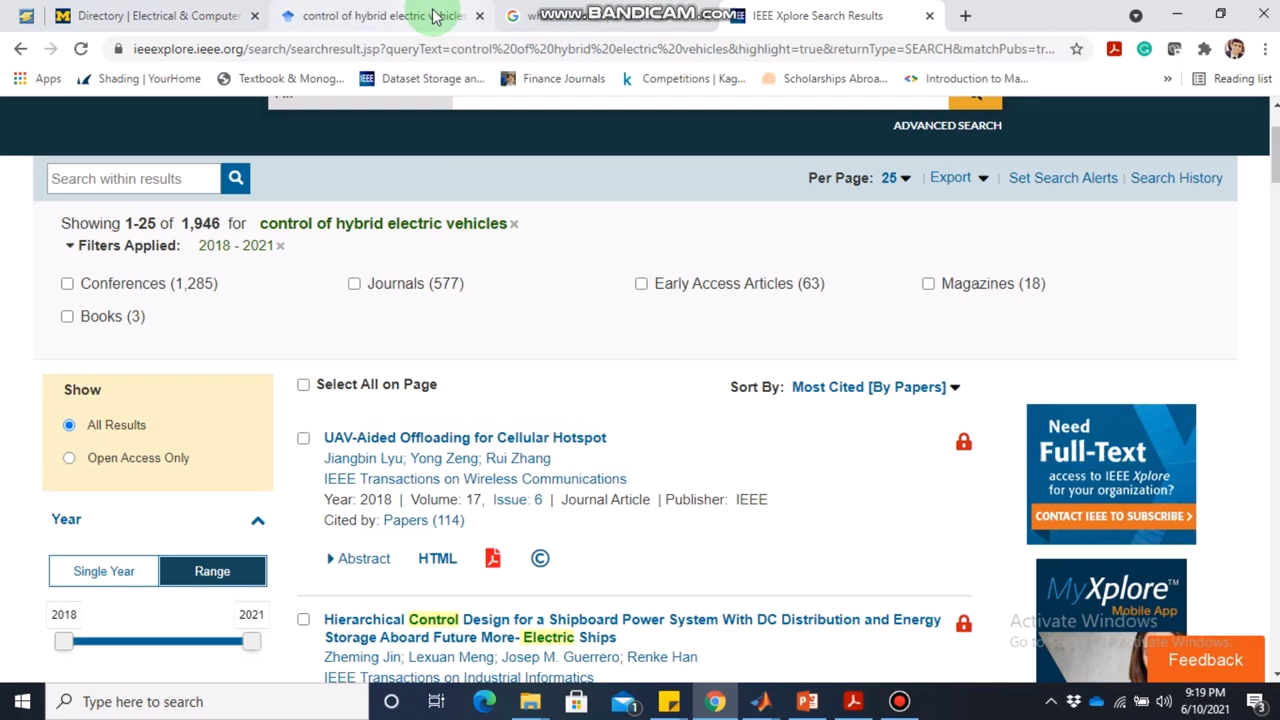 Directory | Electrical & Computer
control of hybrid electric vehicles
wh
www.BANDICAM.com
IEEE Xplore Search Results
ieeexplore.ieee.org/search/searchresult.jsp?queryText=control%20of%20hybrid%20electric%20vehicles&highlight=true&returnType=SEARCH&matchPubs=tr...
Apps
Shading | YourHome
Textbook & Monog...
Dataset Storage an...
Finance Journals
Competitions | Kag...
Scholarships Abroa...
Introduction to Ma...
»
Reading list
ADVANCED SEARCH
Search within results
Per Page: 25 | Export | Set Search Alerts | Search History
Showing 1-25 of 1,946 for control of hybrid electric vehicles ×
Filters Applied: 2018 - 2021 ×
Conferences (1,285)
Journals (577)
Early Access Articles (63)
Magazines (18)
Books (3)
Show
All Results
Open Access Only
Year
Single Year
Range
2018
2021
Select All on Page
Sort By: Most Cited [By Papers]
UAV-Aided Offloading for Cellular Hotspot
Jiangbin Lyu; Yong Zeng; Rui Zhang
IEEE Transactions on Wireless Communications
Year: 2018 | Volume: 17, Issue: 6 | Journal Article | Publisher: IEEE
Cited by: Papers (114)
Abstract
HTML
©
Hierarchical Control Design for a Shipboard Power System With DC Distribution and Energy
Storage Aboard Future More- Electric Ships
Zheming Jin; Lexuan Meng; Josep M. Guerrero; Renke Han
IEEE Transactions on Industrial Informatics
Need
Full-Text
access to IEEE Xplore
for your organization?
CONTACT IEEE TO SUBSCRIBE >
MyXplore™
Mobile App
Activate Windows
Go to Settings to activate Windows.
Feedback
Type here to search
1
9:19 PM
6/10/2021
3